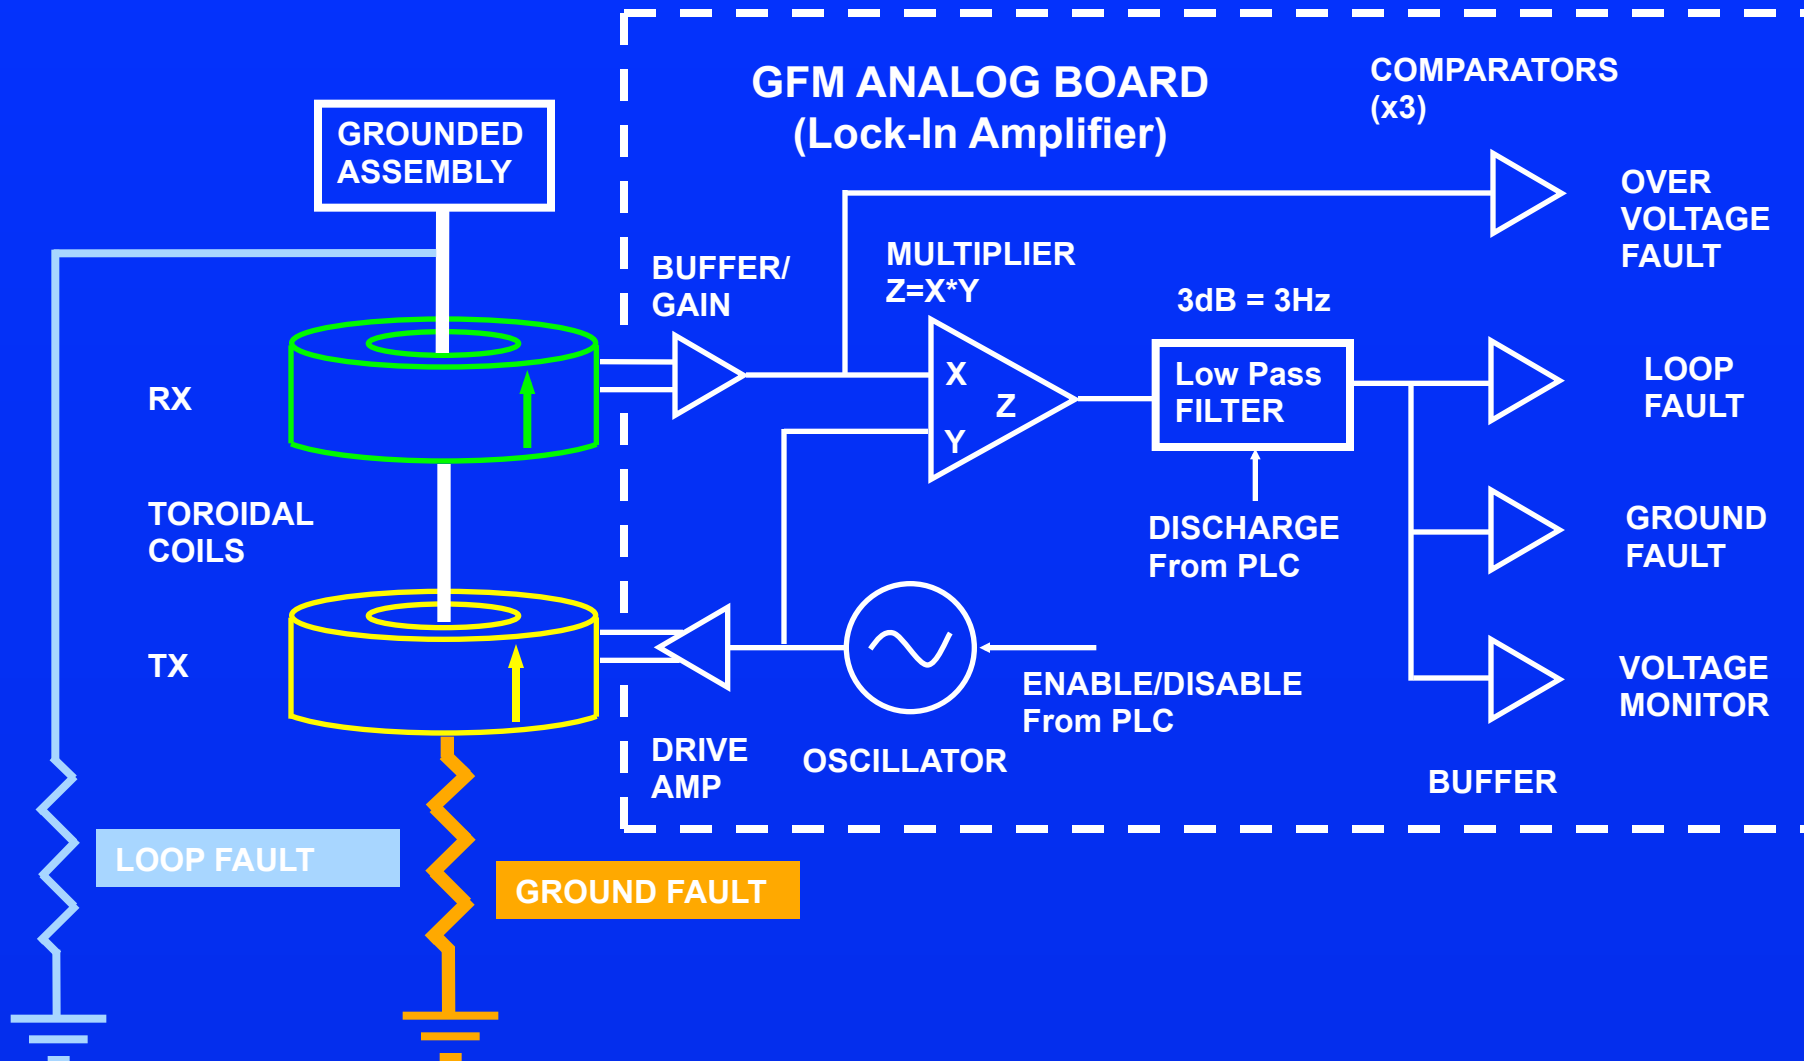 GFM ANALOG BOARD
(Lock-In Amplifier)
COMPARATORS
(x3)
GROUNDED
ASSEMBLY
OVER
VOLTAGE
FAULT
BUFFER/
GAIN
MULTIPLIER
Z=X*Y
3dB = 3Hz
RX
X
Z
Y
Low Pass
FILTER
LOOP
FAULT
TOROIDAL
COILS
DISCHARGE
From PLC
GROUND
FAULT
TX
ENABLE/DISABLE
From PLC
VOLTAGE
MONITOR
DRIVE
AMP
OSCILLATOR
BUFFER
LOOP FAULT
GROUND FAULT